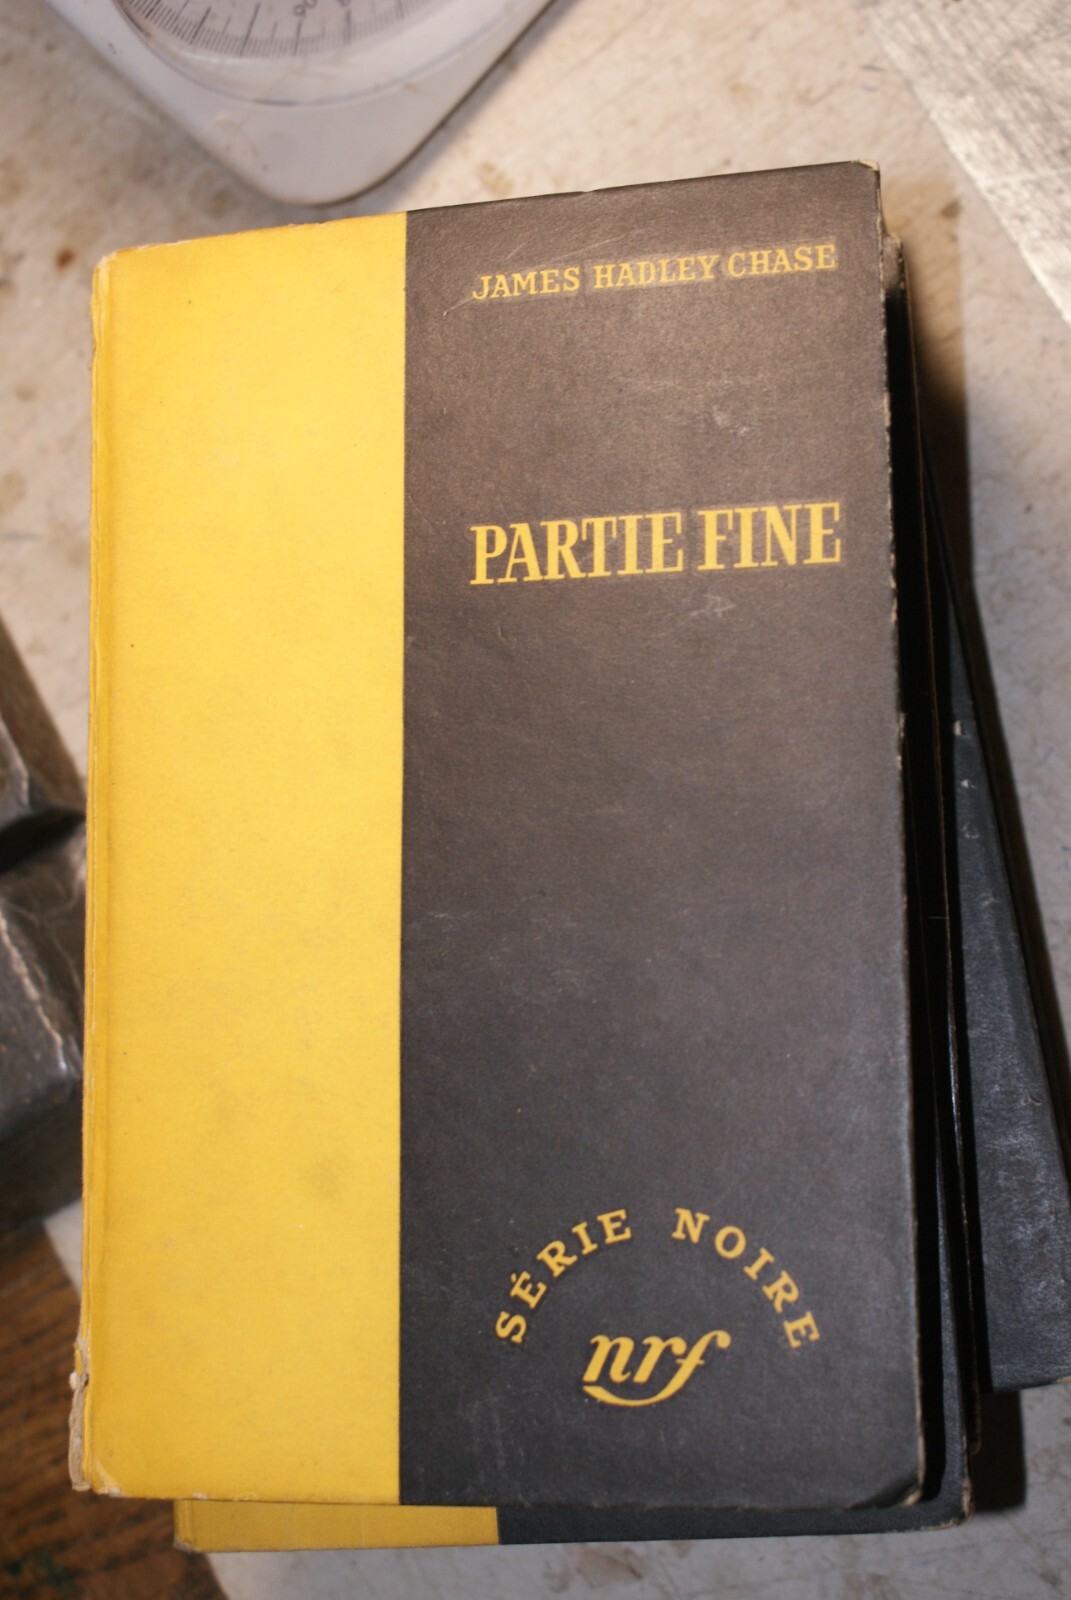 JAMES HADLEY CHASE
PARTIE FINE
SÉRIE NOIRE
nrf